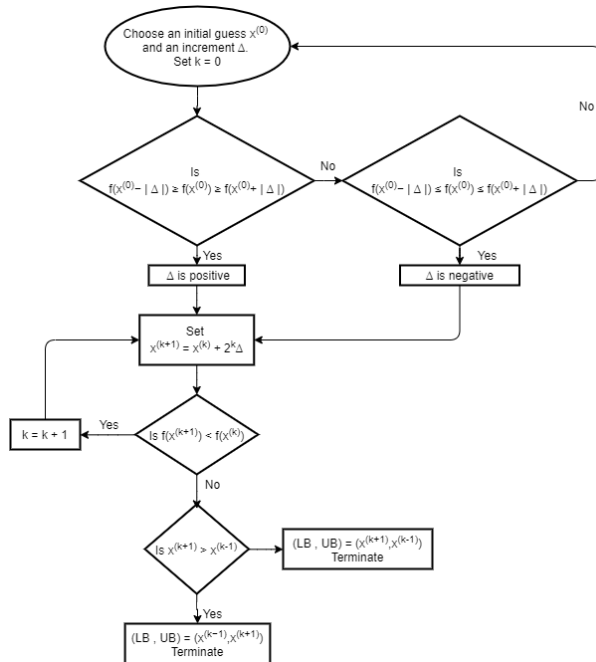 Choose an initial guess x⁽⁰⁾
and an increment Δ.
Set k = 0
No
Is
f(x⁽⁰⁾− | Δ |) ≥ f(x⁽⁰⁾) ≥ f(x⁽⁰⁾+ | Δ |)
No
Is
f(x⁽⁰⁾− | Δ |) ≤ f(x⁽⁰⁾) ≤ f(x⁽⁰⁾+ | Δ |)
Yes
Yes
Δ is positive
Δ is negative
Set
x⁽ᵏ⁺¹⁾ = x⁽ᵏ⁾ + 2ᵏΔ
k = k + 1
Yes
Is f(x⁽ᵏ⁺¹⁾) < f(x⁽ᵏ⁾)
No
Is x⁽ᵏ⁺¹⁾ > x⁽ᵏ⁻¹⁾
(LB , UB) = (x⁽ᵏ⁺¹⁾,x⁽ᵏ⁻¹⁾)
Terminate
Yes
(LB , UB) = (x⁽ᵏ⁻¹⁾,x⁽ᵏ⁺¹⁾)
Terminate